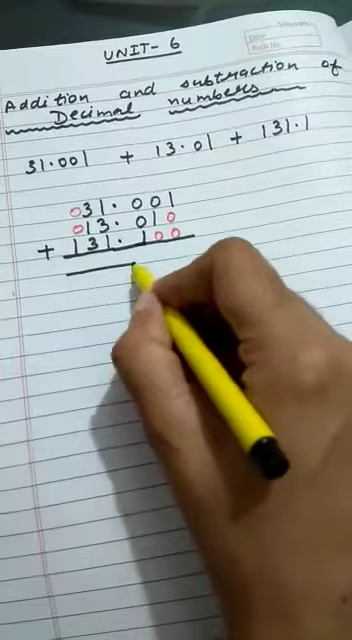 UNIT- 6
Addition and subtraction of
Decimal numbers
31.001 + 13.01 + 131.1
031.001
013.010
+ 131.100